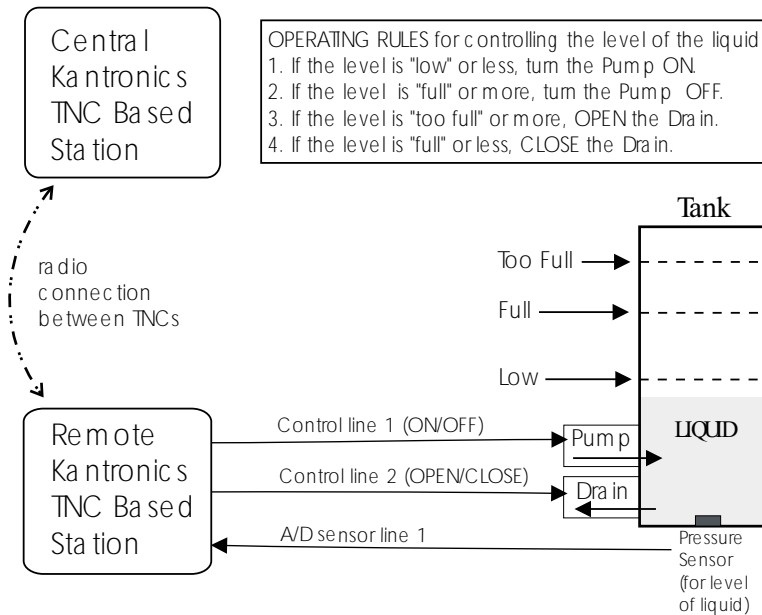 Central
Kantronics
TNC Based
Station
OPERATING RULES for controlling the level of the liquid
1. If the level is "low" or less, turn the Pump ON.
2. If the level is "full" or more, turn the Pump OFF.
3. If the level is "too full" or more, OPEN the Drain.
4. If the level is "full" or less, CLOSE the Drain.
Tank
Too Full
radio
connection
between TNCs
Full
Low
Remote
Kantronics
TNC Based
Station
Control line 1 (ON/OFF)
Pump
LIQUID
Control line 2 (OPEN/CLOSE)
Drain
A/D sensor line 1
Pressure
Sensor
(for level
of liquid)